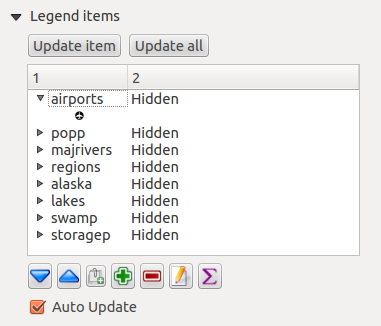 Legend items
Update item Update all
1 2
airports Hidden
popp Hidden
majrivers Hidden
regions Hidden
alaska Hidden
lakes Hidden
swamp Hidden
storagep Hidden
Auto Update